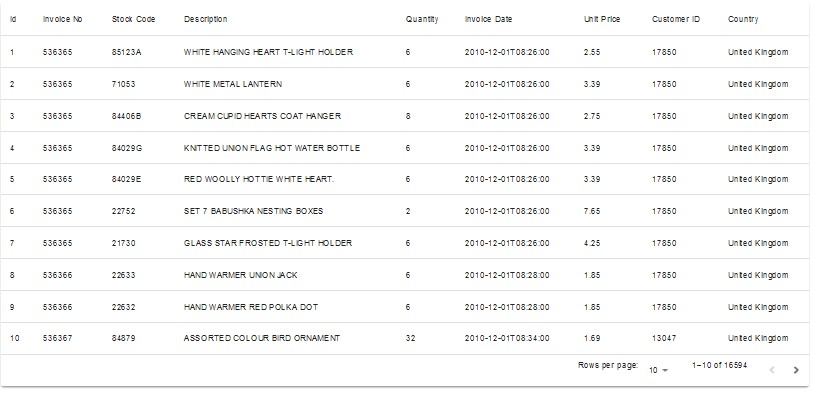 Id Invoice No Stock Code Description Quantity Invoice Date Unit Price Customer ID Country
1 536365 85123A WHITE HANGING HEART T-LIGHT HOLDER 6 2010-12-01T08:26:00 2.55 17850 United Kingdom
2 536365 71053 WHITE METAL LANTERN 6 2010-12-01T08:26:00 3.39 17850 United Kingdom
3 536365 84406B CREAM CUPID HEARTS COAT HANGER 8 2010-12-01T08:26:00 2.75 17850 United Kingdom
4 536365 84029G KNITTED UNION FLAG HOT WATER BOTTLE 6 2010-12-01T08:26:00 3.39 17850 United Kingdom
5 536365 84029E RED WOOLLY HOTTIE WHITE HEART. 6 2010-12-01T08:26:00 3.39 17850 United Kingdom
6 536365 22752 SET 7 BABUSHKA NESTING BOXES 2 2010-12-01T08:26:00 7.65 17850 United Kingdom
7 536365 21730 GLASS STAR FROSTED T-LIGHT HOLDER 6 2010-12-01T08:26:00 4.25 17850 United Kingdom
8 536366 22633 HAND WARMER UNION JACK 6 2010-12-01T08:28:00 1.85 17850 United Kingdom
9 536366 22632 HAND WARMER RED POLKA DOT 6 2010-12-01T08:28:00 1.85 17850 United Kingdom
10 536367 84879 ASSORTED COLOUR BIRD ORNAMENT 32 2010-12-01T08:34:00 1.69 13047 United Kingdom
Rows per page: 10 1-10 of 16594